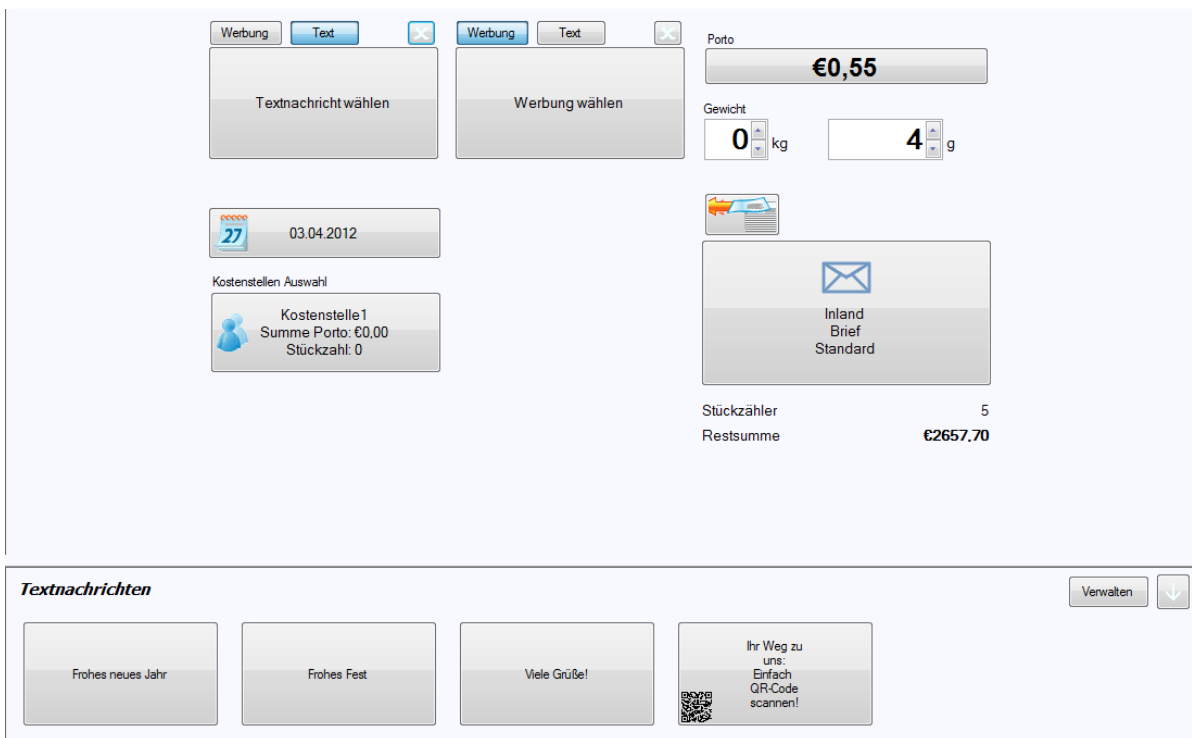 Werbung Text
Textnachricht wählen
Werbung Text
Werbung wählen
Porto
€0,55
Gewicht
0 kg 4 g
27 03.04.2012
Kostenstellen Auswahl
Kostenstelle1
Summe Porto: €0,00
Stückzahl: 0
Inland
Brief
Standard
Stückzähler 5
Restsumme €2657,70
Textnachrichten
Verwalten
Frohes neues Jahr
Frohes Fest
Viele Grüße!
Ihr Weg zu
uns:
Einfach
QR-Code
scannen!